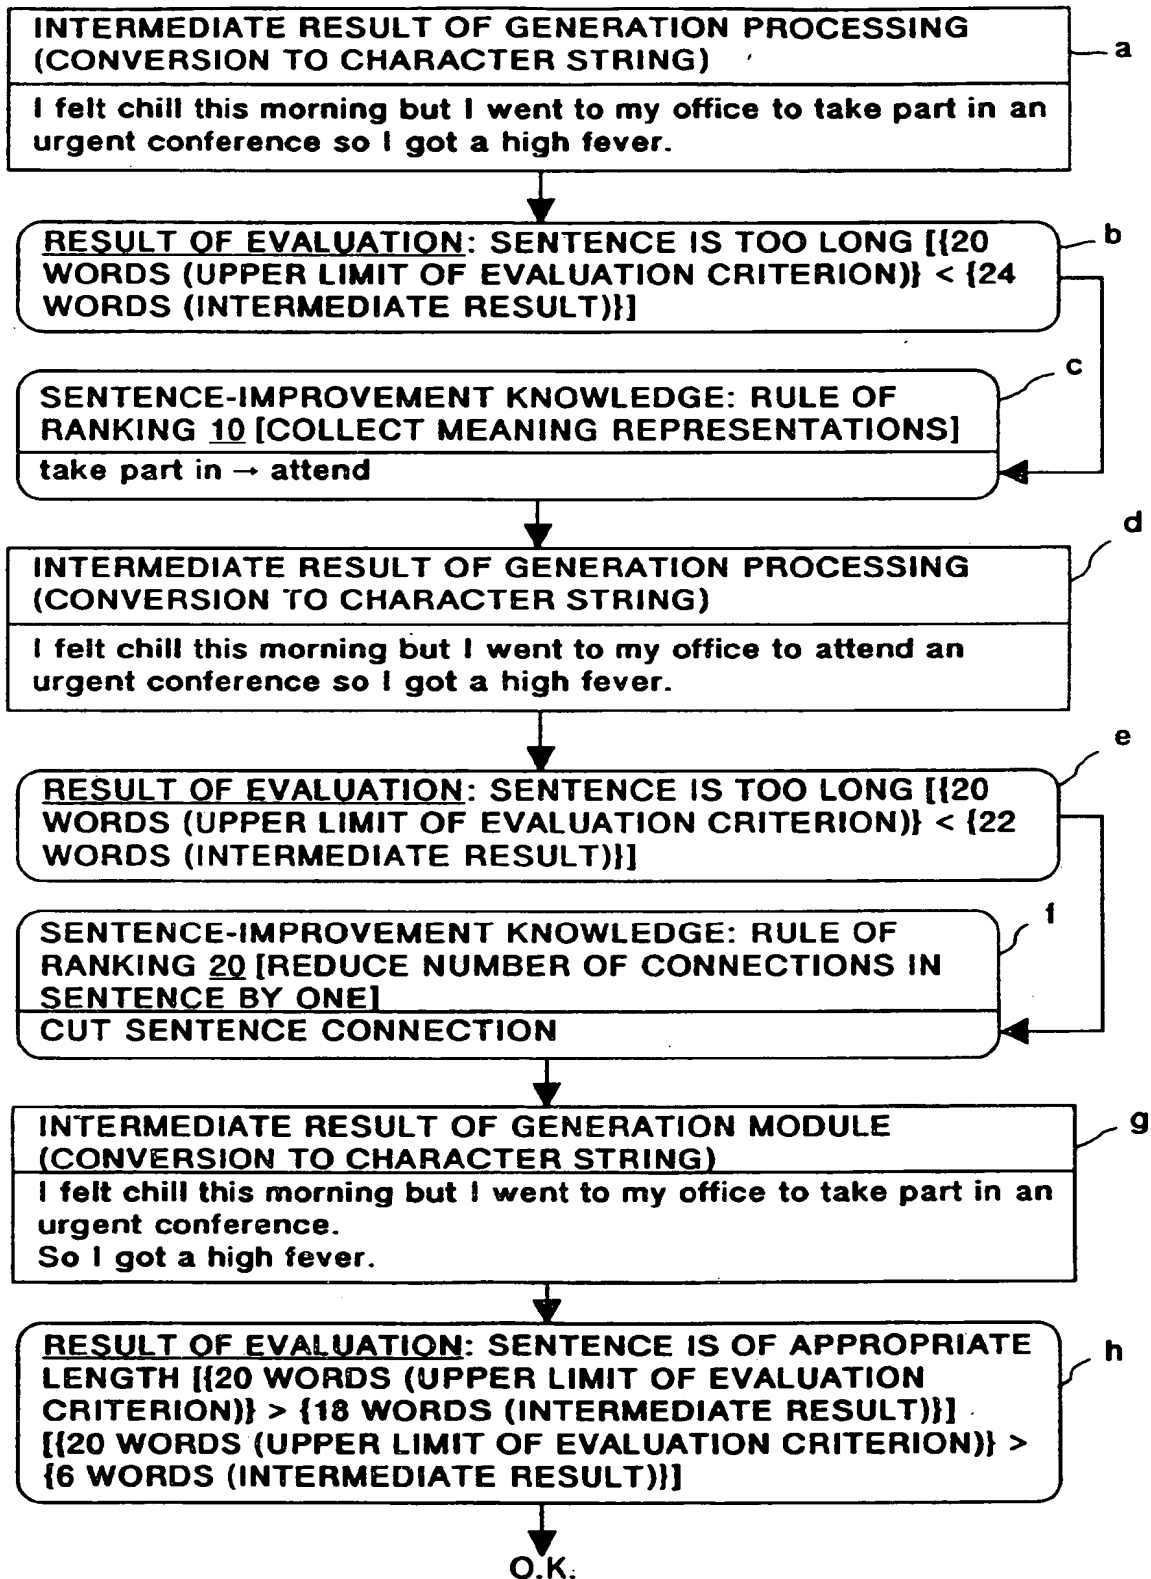 INTERMEDIATE RESULT OF GENERATION PROCESSING
(CONVERSION TO CHARACTER STRING)
a
I felt chill this morning but I went to my office to take part in an
urgent conference so I got a high fever.
RESULT OF EVALUATION: SENTENCE IS TOO LONG [{20
WORDS (UPPER LIMIT OF EVALUATION CRITERION)} < {24
WORDS (INTERMEDIATE RESULT)}]
b
SENTENCE-IMPROVEMENT KNOWLEDGE: RULE OF
RANKING 10 [COLLECT MEANING REPRESENTATIONS]
c
take part in → attend
INTERMEDIATE RESULT OF GENERATION PROCESSING
(CONVERSION TO CHARACTER STRING)
d
I felt chill this morning but I went to my office to attend an
urgent conference so I got a high fever.
RESULT OF EVALUATION: SENTENCE IS TOO LONG [{20
WORDS (UPPER LIMIT OF EVALUATION CRITERION)} < {22
WORDS (INTERMEDIATE RESULT)}]
e
SENTENCE-IMPROVEMENT KNOWLEDGE: RULE OF
RANKING 20 [REDUCE NUMBER OF CONNECTIONS IN
SENTENCE BY ONE]
f
CUT SENTENCE CONNECTION
INTERMEDIATE RESULT OF GENERATION MODULE
(CONVERSION TO CHARACTER STRING)
g
I felt chill this morning but I went to my office to take part in an
urgent conference.
So I got a high fever.
RESULT OF EVALUATION: SENTENCE IS OF APPROPRIATE
LENGTH [{20 WORDS (UPPER LIMIT OF EVALUATION
CRITERION)} > {18 WORDS (INTERMEDIATE RESULT)}]
[{20 WORDS (UPPER LIMIT OF EVALUATION CRITERION)} >
{6 WORDS (INTERMEDIATE RESULT)}]
h
O.K.